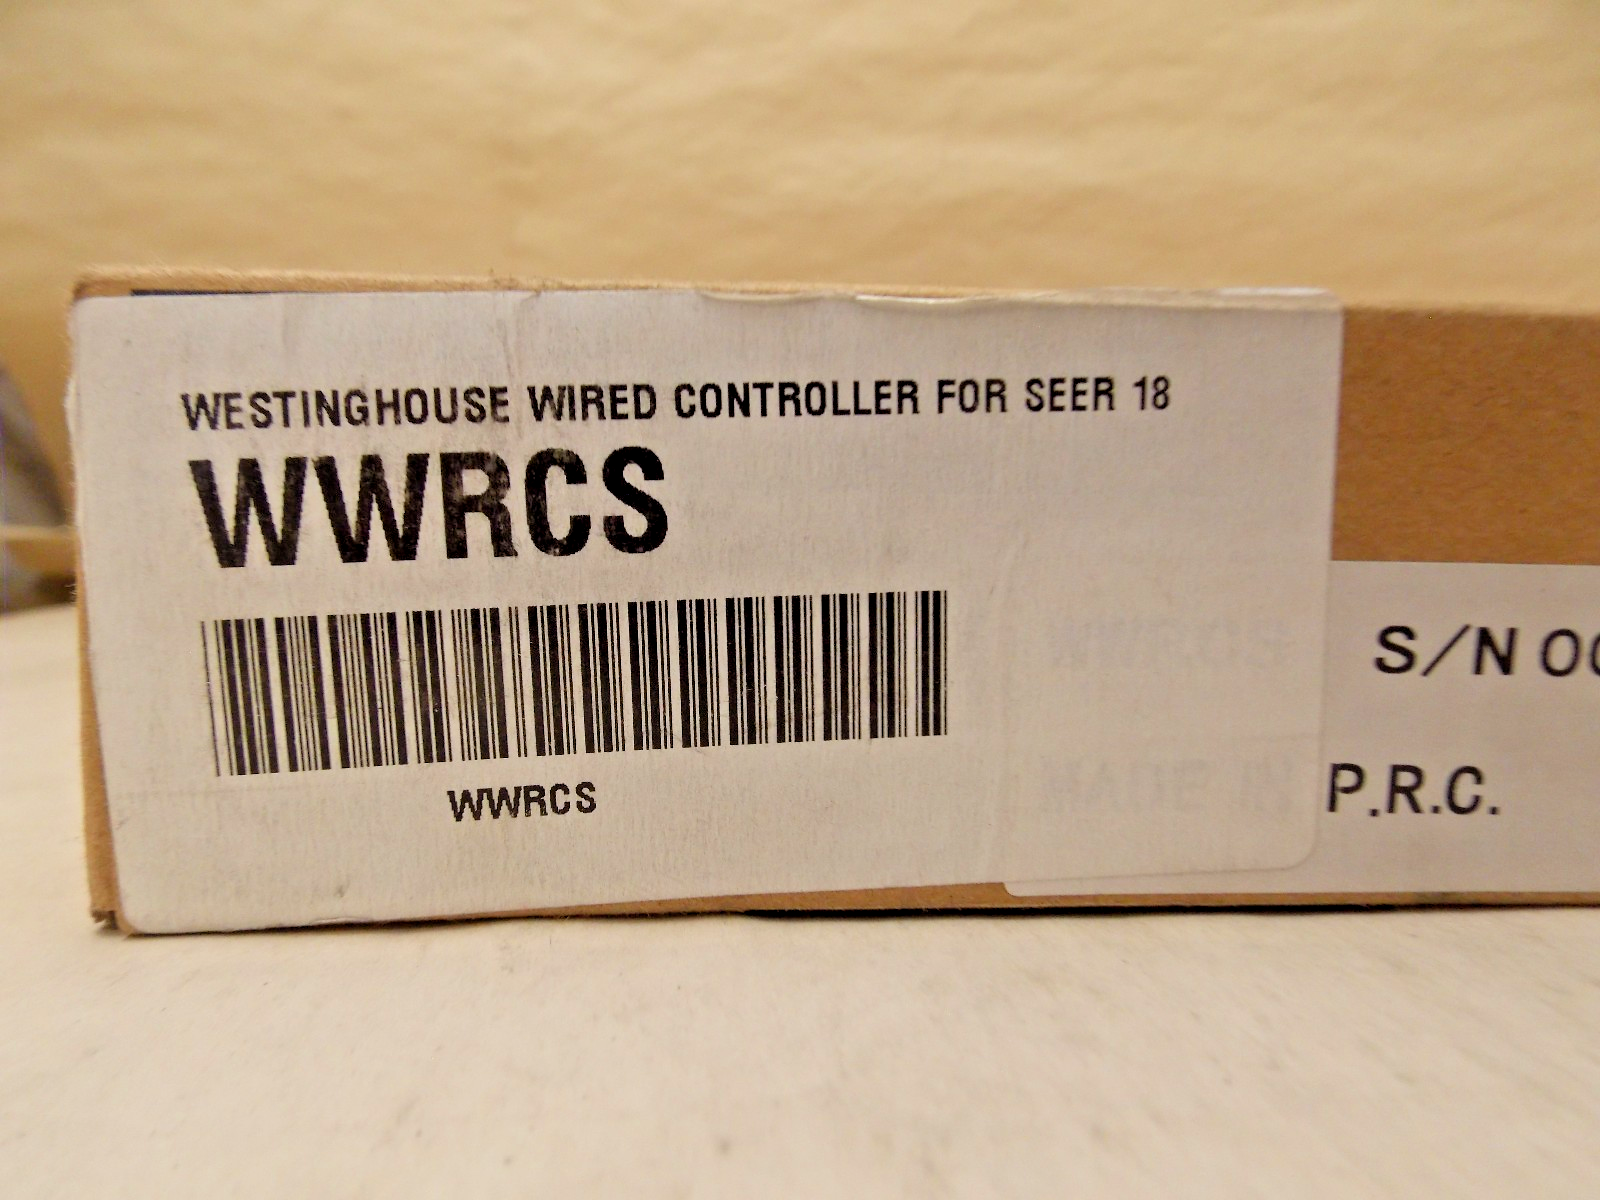 WESTINGHOUSE WIRED CONTROLLER FOR SEER 18
WWRCS
WWRCS
S/N
P.R.C.